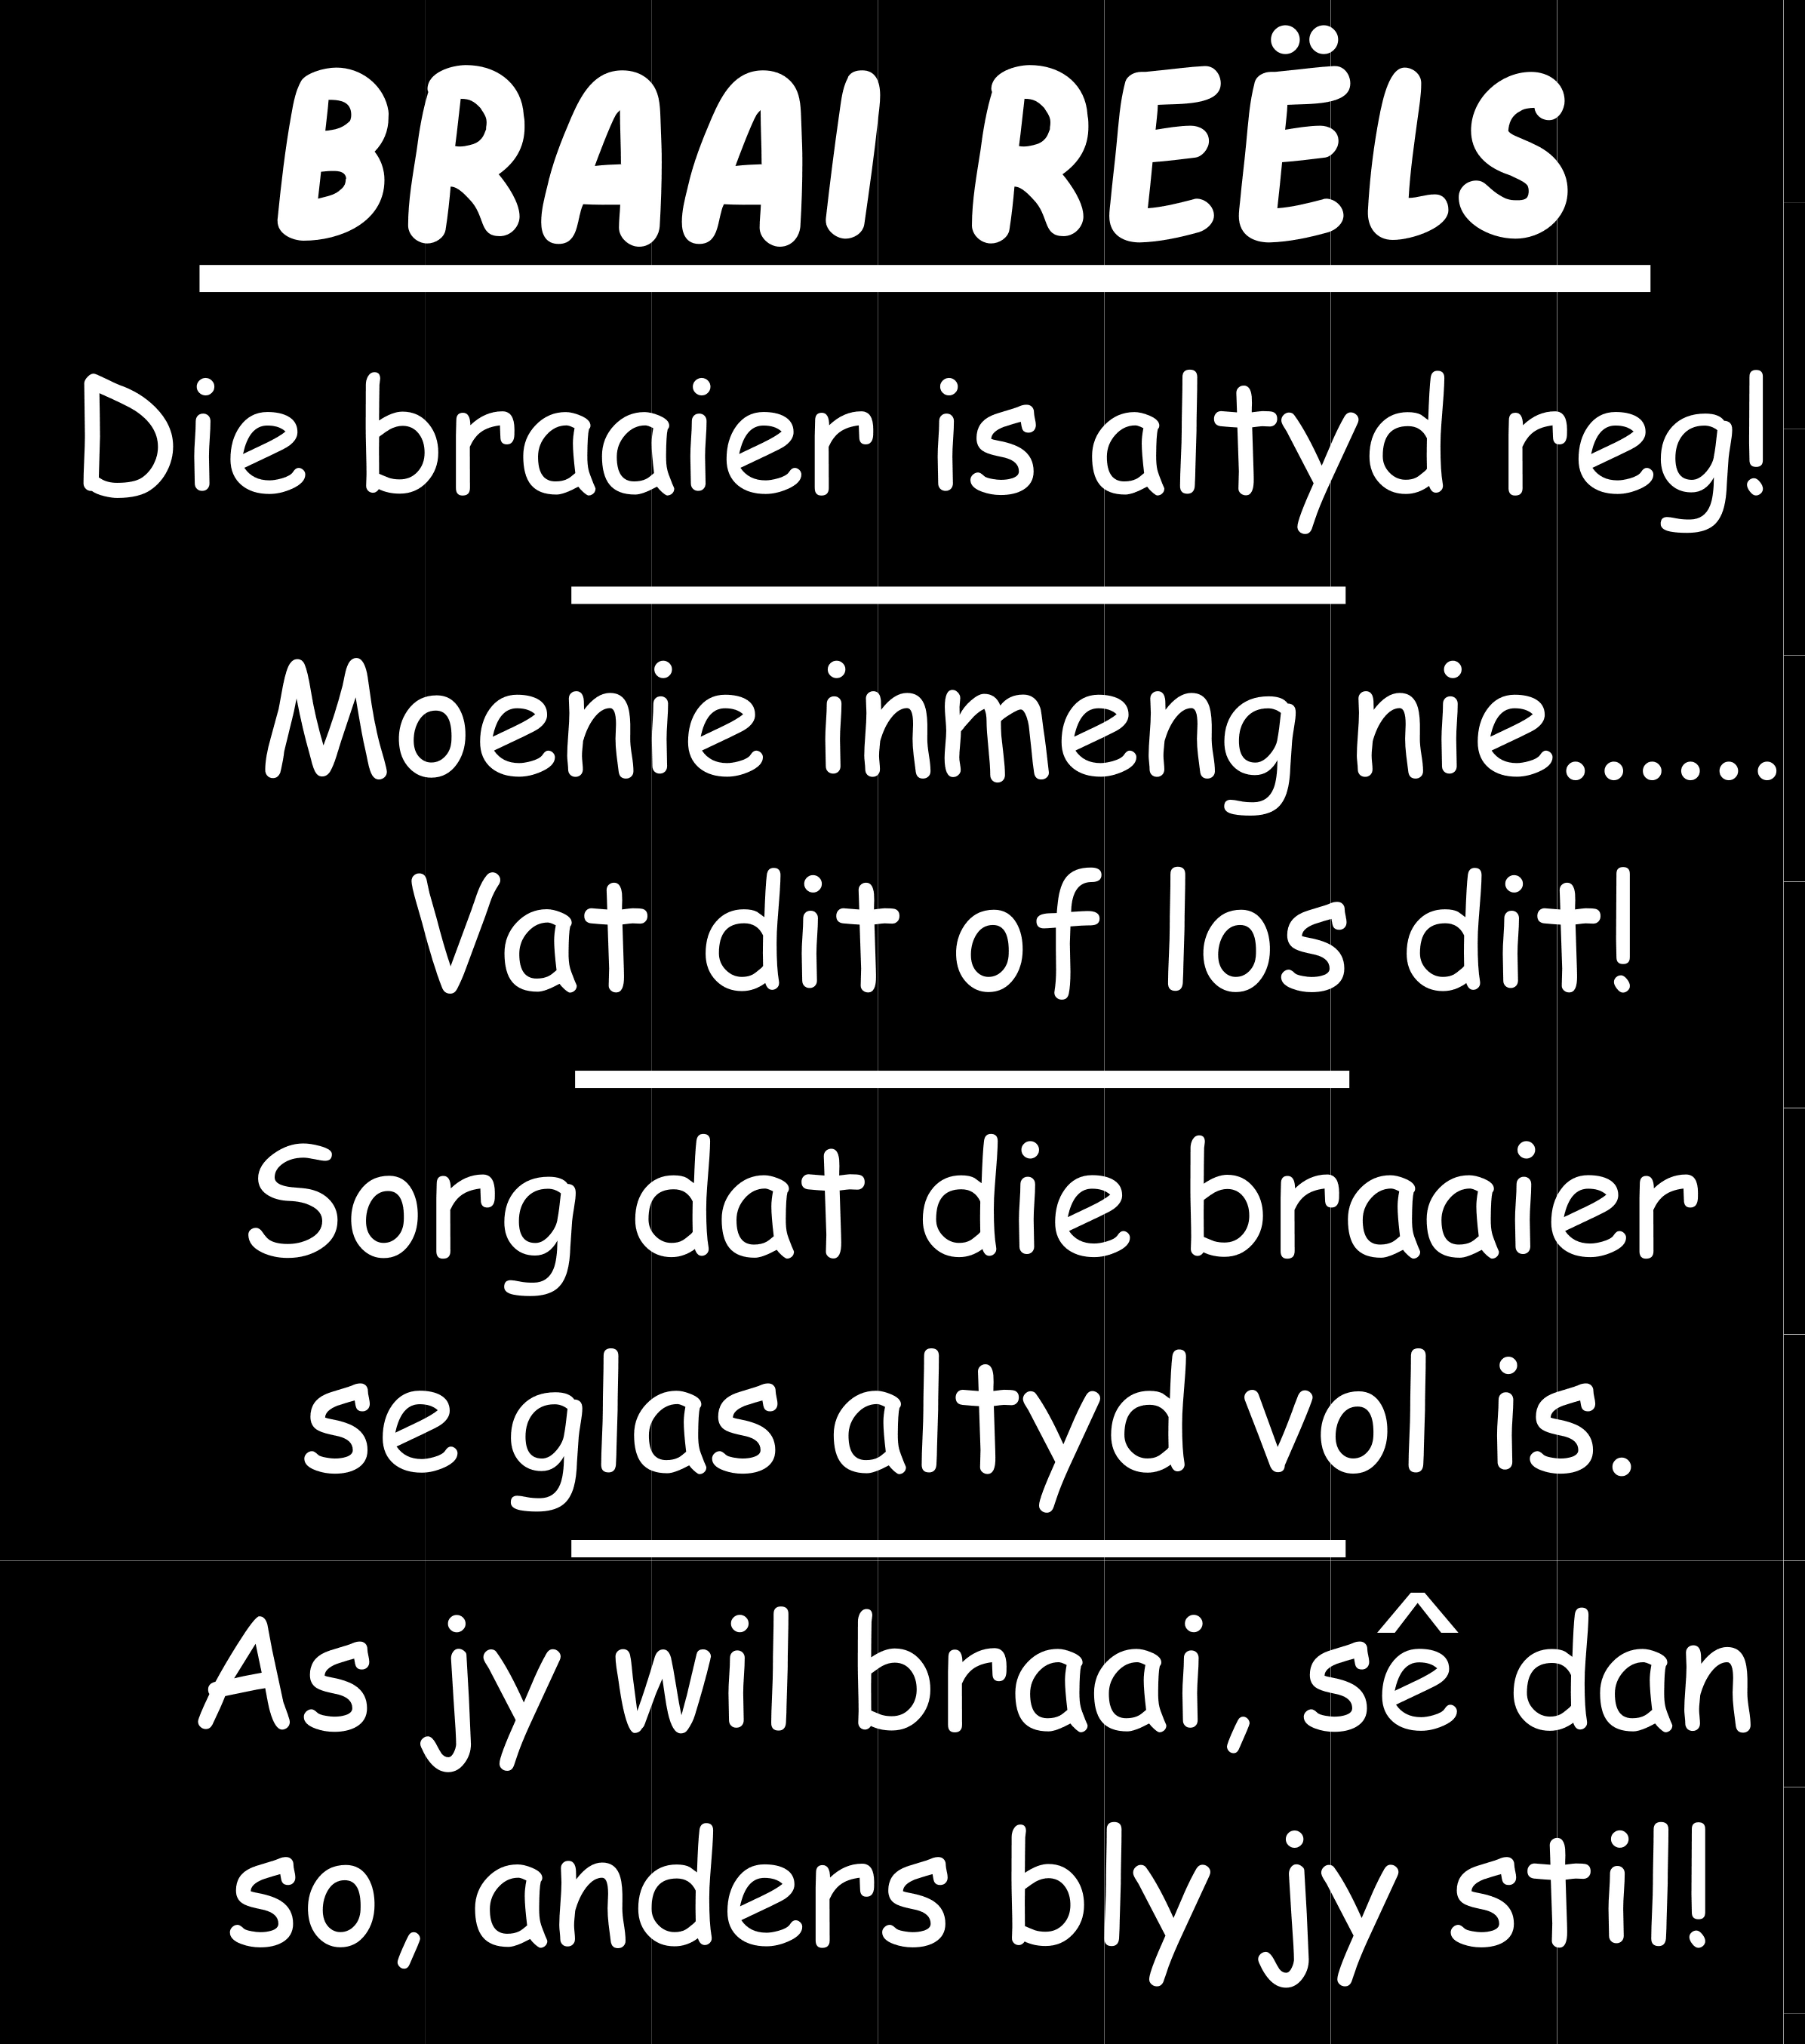 BRAAI REËLS
Die braaier is altyd reg!
Moenie inmeng nie......
Vat dit of los dit!
Sorg dat die braaier
se glas altyd vol is.
As jy wil braai, sê dan
so, anders bly jy stil!